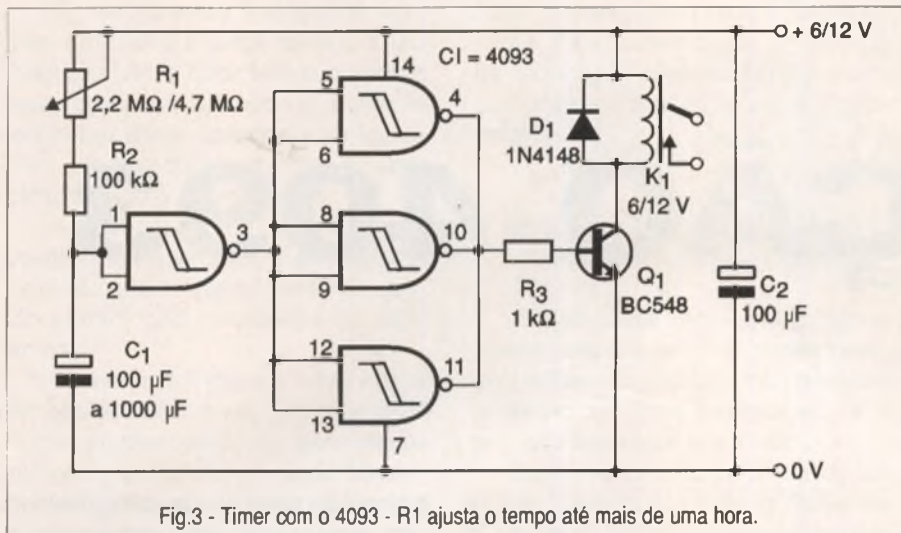 + 6/12 V
CI = 4093
R1
2,2 MΩ /4,7 MΩ
R2
100 kΩ
1
2
3
C1
100 µF
a 1000 µF
14
5
6
4
8
9
10
12
13
11
7
R3
1 kΩ
D1
1N4148
K1
6/12 V
Q1
BC548
C2
100 µF
0 V
Fig.3 - Timer com o 4093 - R1 ajusta o tempo até mais de uma hora.